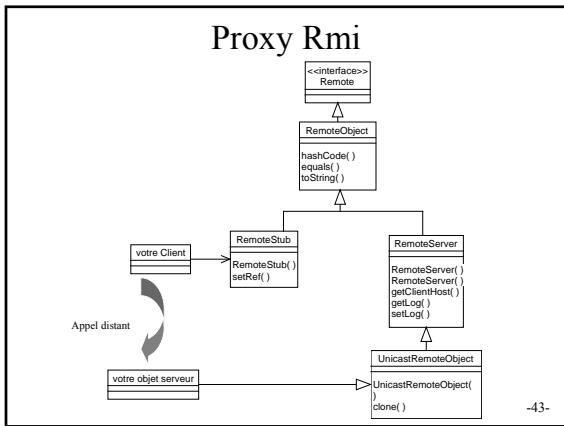 Proxy Rmi
<<interface>>
Remote
RemoteObject
hashCode( )
equals( )
toString( )
RemoteStub
RemoteStub( )
setRef( )
votre Client
RemoteServer
RemoteServer( )
RemoteServer( )
getClientHost( )
getLog( )
setLog( )
Appel distant
UnicastRemoteObject
UnicastRemoteObject(
)
clone( )
votre objet serveur
-43-